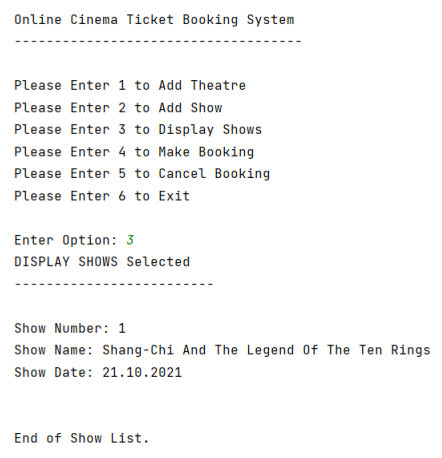 Online Cinema Ticket Booking System
------------------------------------
Please Enter 1 to Add Theatre
Please Enter 2 to Add Show
Please Enter 3 to Display Shows
Please Enter 4 to Make Booking
Please Enter 5 to Cancel Booking
Please Enter 6 to Exit
Enter Option: 3
DISPLAY SHOWS Selected
-------------------------
Show Number: 1
Show Name: Shang-Chi And The Legend Of The Ten Rings
Show Date: 21.10.2021
End of Show List.